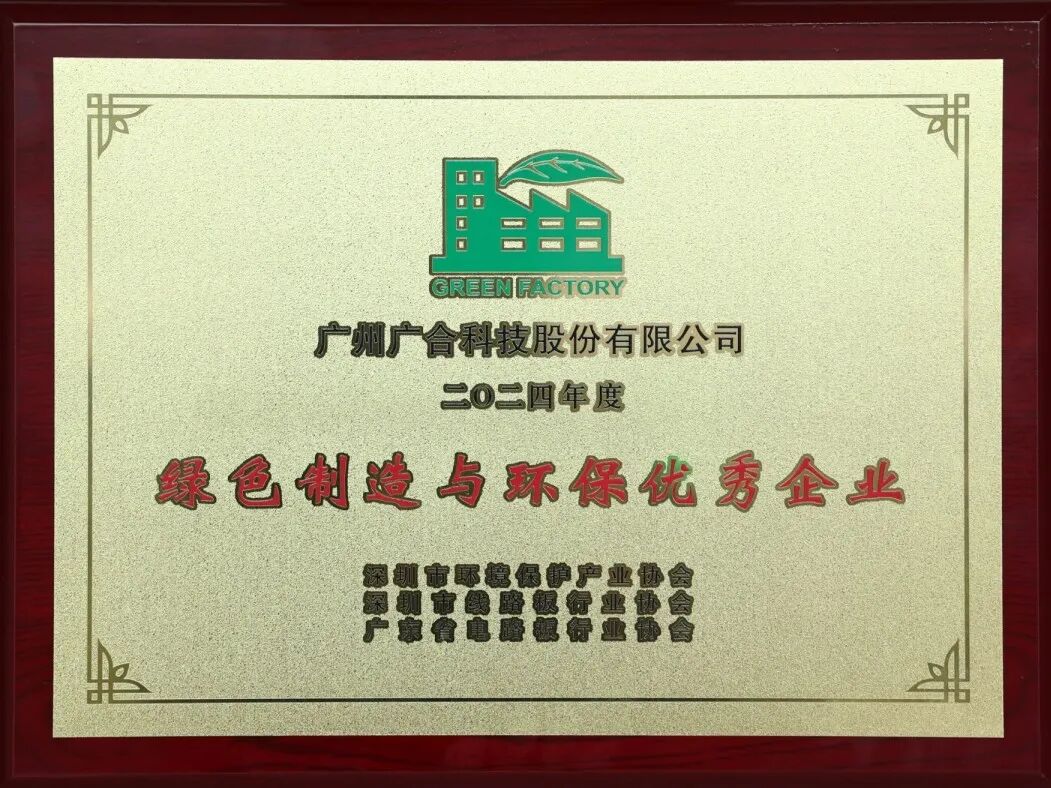 GREEN FACTORY
广州广合科技股份有限公司
二0二四年度
绿色制造与环保优秀企业
深圳市环境保护产业协会
深圳市线路板行业协会
广东省电路板行业协会